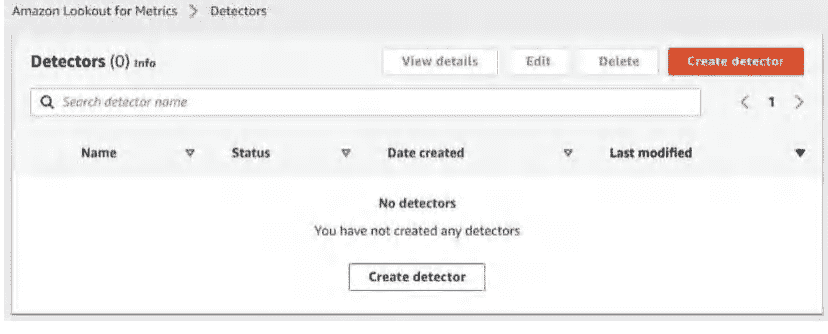 Amazon Lookout for Metrics > Detectors
Detectors (0) Info
View details Edit Delete Create detector
Search detector name
< 1 >
Name Status Date created Last modified
No detectors
You have not created any detectors
Create detector